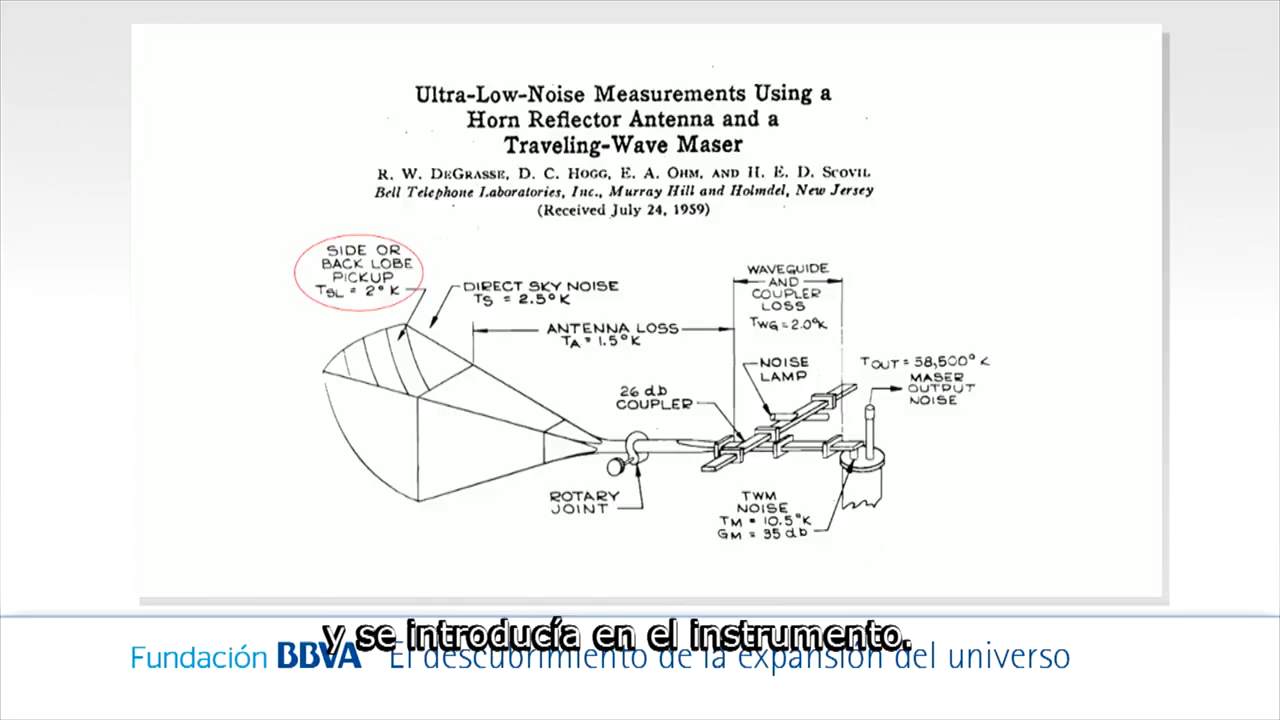 Ultra-Low-Noise Measurements Using a
Horn Reflector Antenna and a
Traveling-Wave Maser
R. W. DeGrasse, D. C. Hogg, E. A. Ohm, and H. E. D. Scovil
Bell Telephone Laboratories, Inc., Murray Hill and Holmdel, New Jersey
(Received July 24, 1959)
SIDE OR
BACK LOBE
PICKUP
TSL = 2° K
DIRECT SKY NOISE
TS = 2.5° K
ANTENNA LOSS
TA = 1.5° K
WAVEGUIDE
AND
COUPLER
LOSS
TWG = 2.0°K
NOISE
LAMP
26 db
COUPLER
TOUT = 58,500° K
MASER
OUTPUT
NOISE
ROTARY
JOINT
TWM
NOISE
TM = 10.5°K
GM = 35 db
y se introducía en el instrumento.
Fundación BBVA El descubrimiento de la expansión del universo